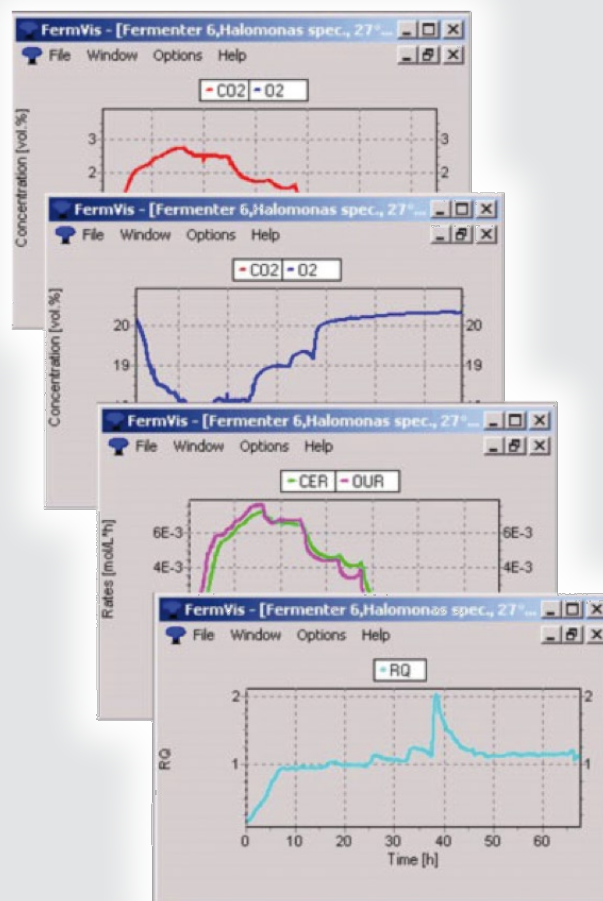 FermVis - [Fermenter 6,Halomonas spec., 27°...
File Window Options Help
CO2 O2
Concentration [vol.%]
3 3
2 2
FermVis - [Fermenter 6,Halomonas spec., 27°...
File Window Options Help
CO2 O2
Concentration [vol.%]
20 20
19 19
FermVis - [Fermenter 6,Halomonas spec., 27°...
File Window Options Help
CER OUR
Rates [mol/L*h]
6E-3 6E-3
4E-3 4E-3
FermVis - [Fermenter 6,Halomonas spec., 27°...
File Window Options Help
RQ
RQ
2 2
1 1
0 10 20 30 40 50 60
Time [h]